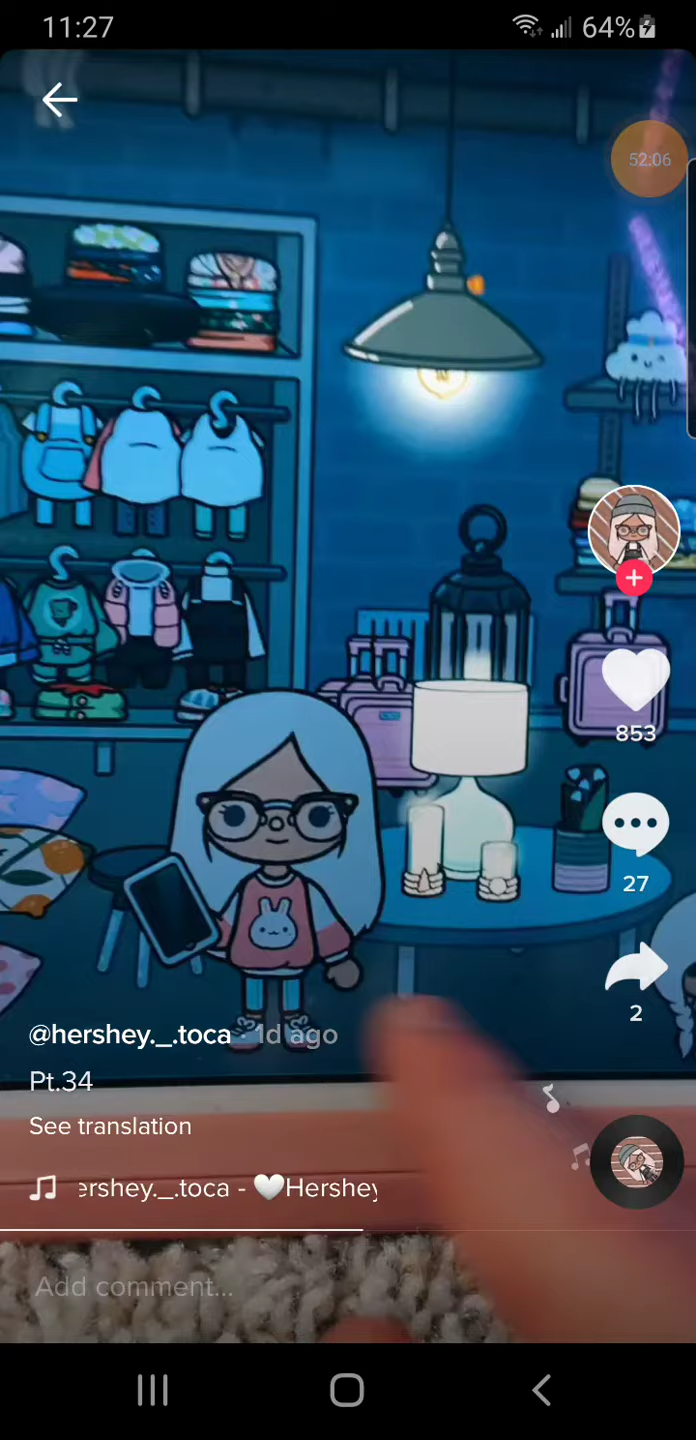 11:27
64%
52:06
853
27
2
@hershey._.toca · 1d ago
Pt.34
See translation
ershey._.toca - 🤍Hershey
Add comment...